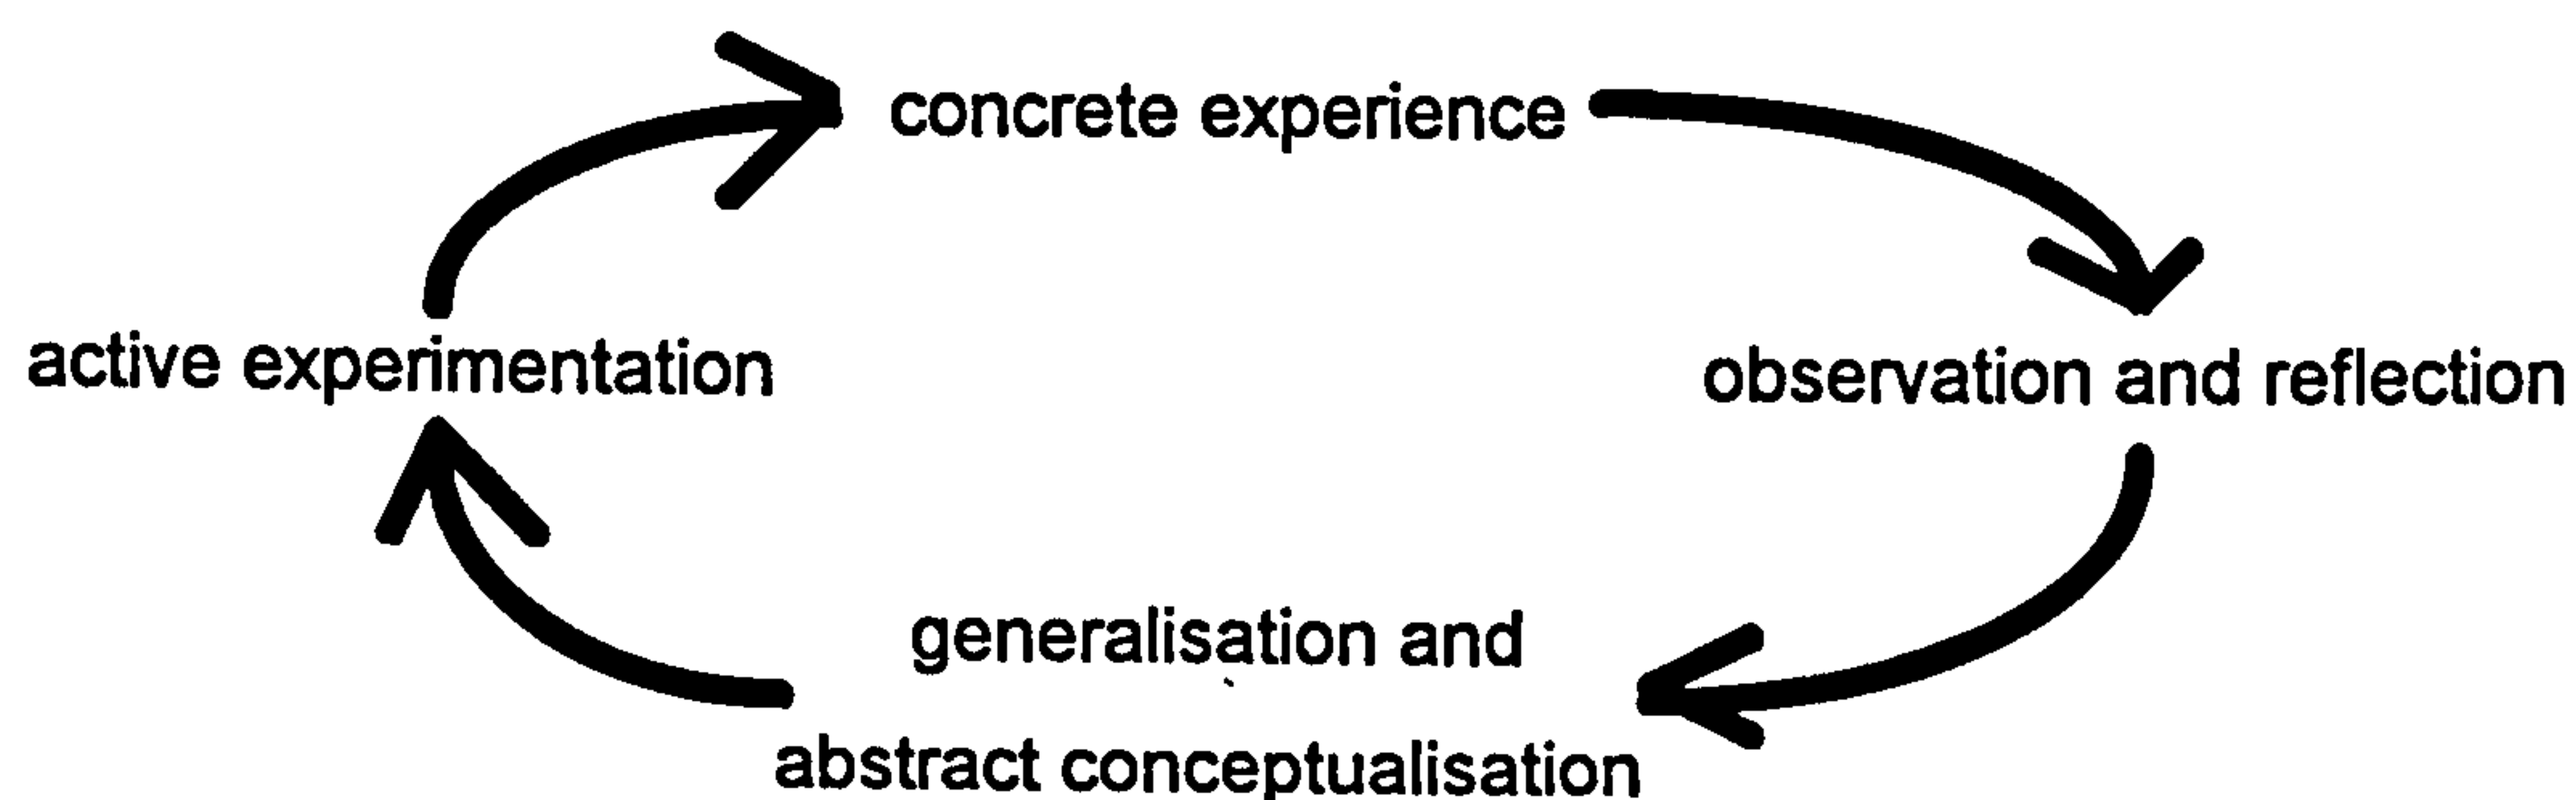 concrete experience
active experimentation
observation and reflection
generalisation and
abstract conceptualisation